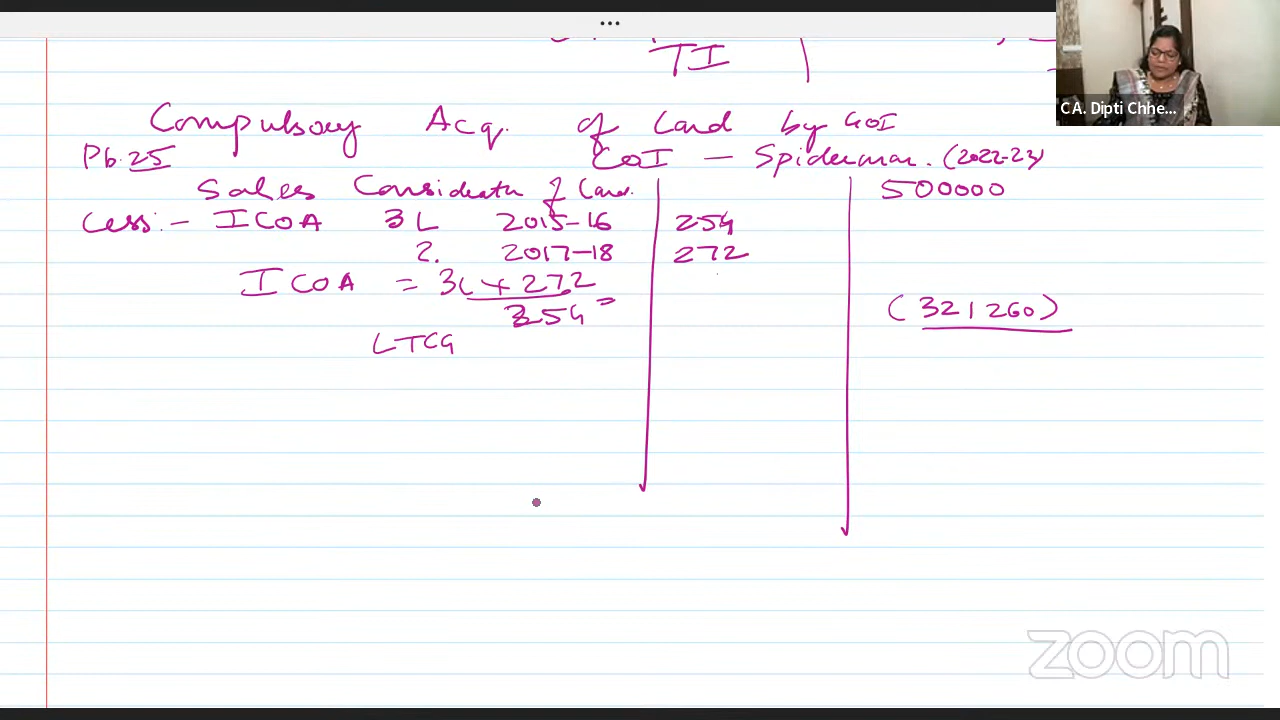 TI
CA. Dipti Chhe...
Compulsory Acq. of Land by GOI
Pb.25 COI - Spiderman. (2022-23)
Sales Consideratn of Land. 500000
Less:- ICOA 3L 2015-16 254
2. 2017-18 272
ICOA = 3L x 272
254 =
(321260)
LTCG
zoom